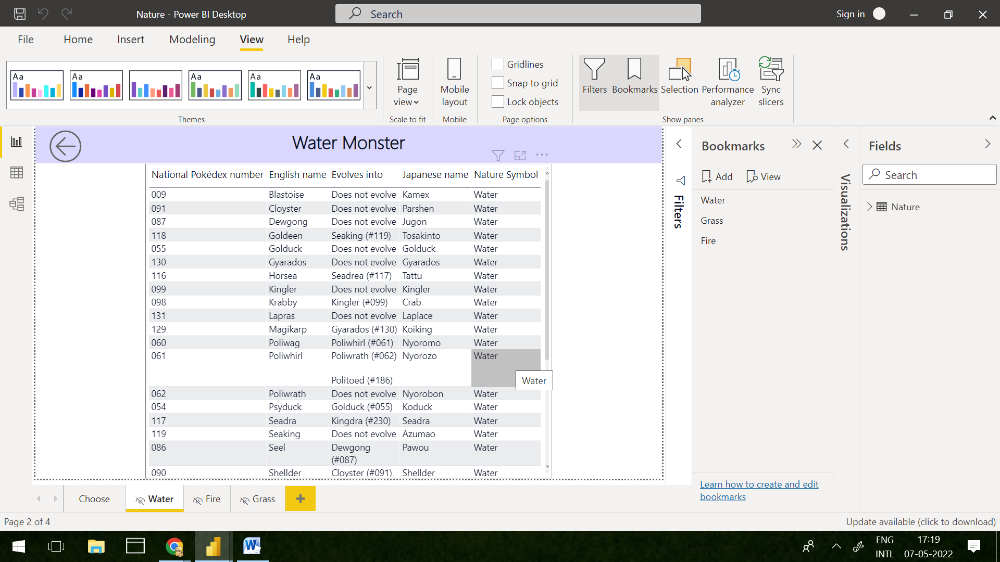 Nature - Power BI Desktop
Search
Sign in
File Home Insert Modeling View Help
Aa Aa Aa Aa Aa
Page view
Mobile layout
Gridlines
Snap to grid
Lock objects
Filters
Bookmarks
Selection
Performance analyzer
Sync slicers
Themes
Scale to fit
Mobile
Page options
Show panes
Water Monster
National Pokédex number English name Evolves into Japanese name Nature Symbol
009 Blastoise Does not evolve Kamex Water
091 Cloyster Does not evolve Parshen Water
087 Dewgong Does not evolve Jugon Water
118 Goldeen Seaking (#119) Tosakinto Water
055 Golduck Does not evolve Golduck Water
130 Gyarados Does not evolve Gyarados Water
116 Horsea Seadrea (#117) Tattu Water
099 Kingler Does not evolve Kingler Water
098 Krabby Kingler (#099) Crab Water
131 Lapras Does not evolve Laplace Water
129 Magikarp Gyarados (#130) Koiking Water
060 Poliwag Poliwhirl (#061) Nyoromo Water
061 Poliwhirl Poliwrath (#062) Nyorozo Water
Politoed (#186)
Water
062 Poliwrath Does not evolve Nyorobon Water
054 Psyduck Golduck (#055) Koduck Water
117 Seadra Kingdra (#230) Seadra Water
119 Seaking Does not evolve Azumao Water
086 Seel Dewgong Pawou Water
(#087)
090 Shellder Cloyster (#091) Shellder Water
Filters
Bookmarks
Add View
Water
Grass
Fire
Learn how to create and edit
bookmarks
Visualizations
Fields
Search
Nature
Choose Water Fire Grass +
Page 2 of 4
Update available (click to download)
W
ENG
INTL
17:19
07-05-2022